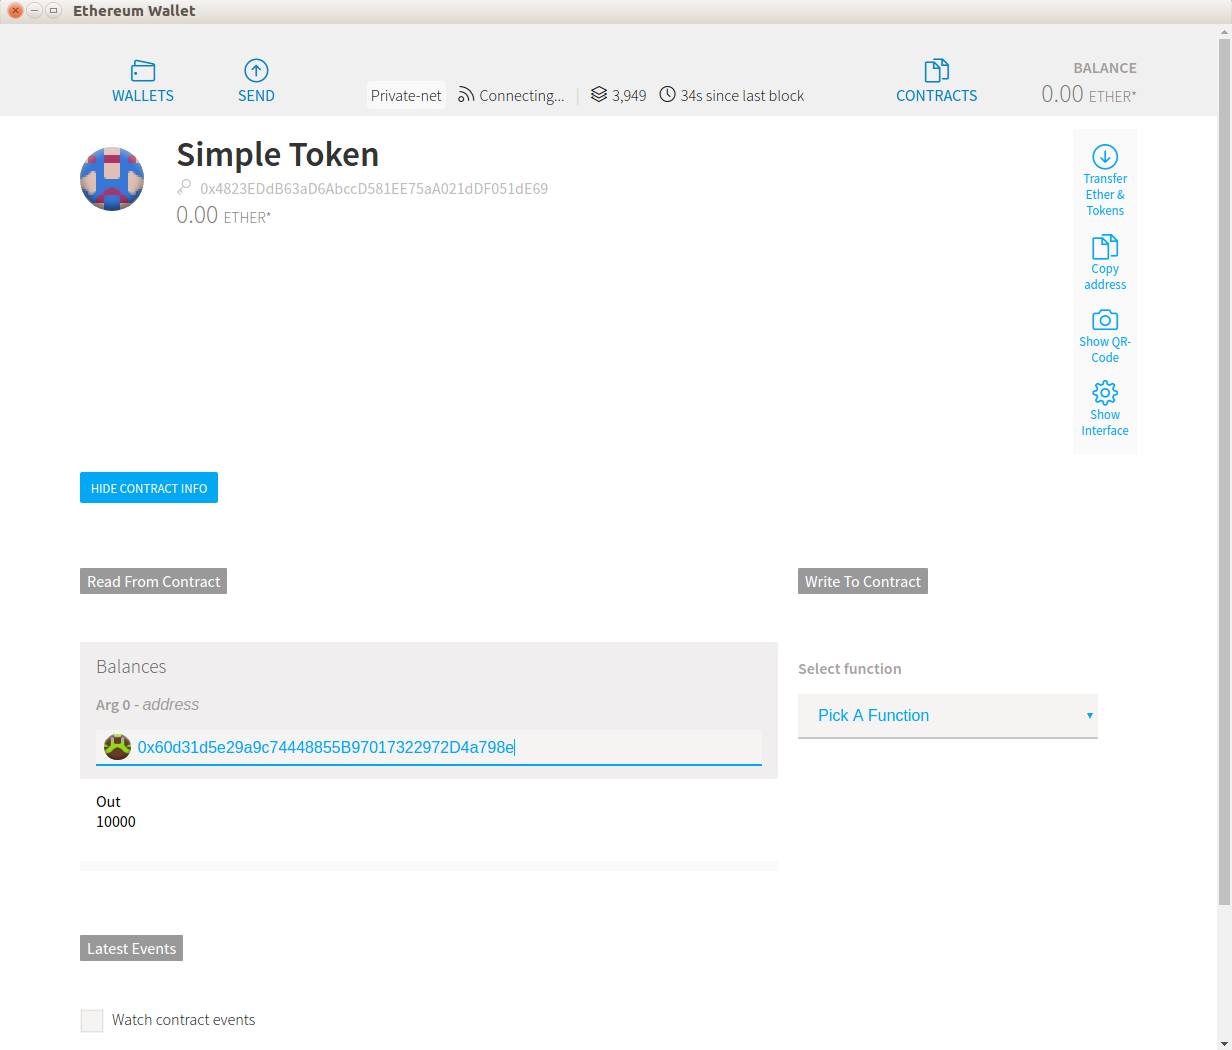 Ethereum Wallet
WALLETS
SEND
Private-net
Connecting...
3,949
34s since last block
CONTRACTS
BALANCE
0.00 ETHER*
Simple Token
0x4823EDdB63aD6AbccD581EE75aA021dDF051dE69
0.00 ETHER*
Transfer
Ether &
Tokens
Copy
address
Show QR-
Code
Show
Interface
HIDE CONTRACT INFO
Read From Contract
Balances
Arg 0 - address
0x60d31d5e29a9c74448855B97017322972D4a798e
Out
10000
Write To Contract
Select function
Pick A Function
Latest Events
Watch contract events